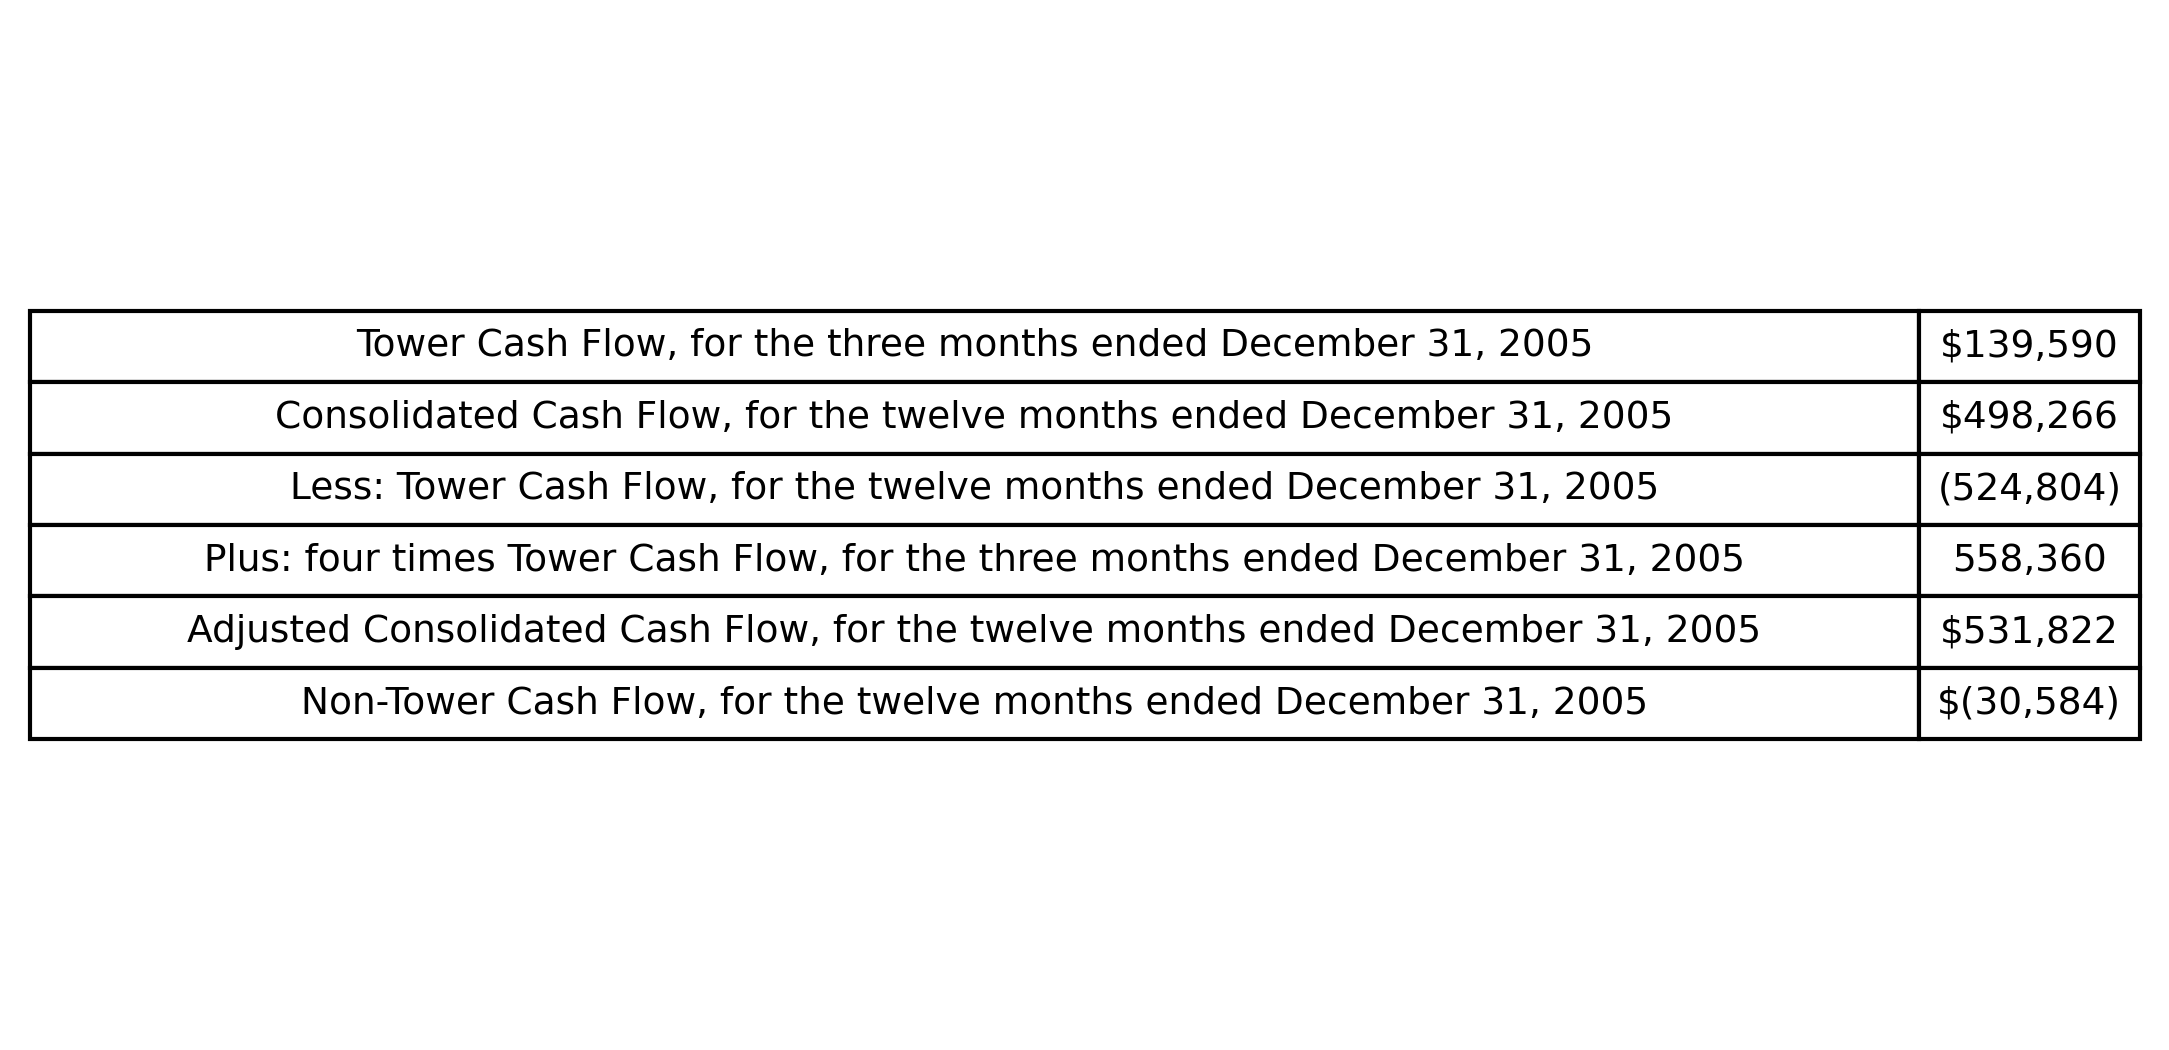 Tower Cash Flow, for the three months ended December 31, 2005 $139,590
Consolidated Cash Flow, for the twelve months ended December 31, 2005 $498,266
Less: Tower Cash Flow, for the twelve months ended December 31, 2005 (524,804)
Plus: four times Tower Cash Flow, for the three months ended December 31, 2005 558,360
Adjusted Consolidated Cash Flow, for the twelve months ended December 31, 2005 $531,822
Non-Tower Cash Flow, for the twelve months ended December 31, 2005 $(30,584)